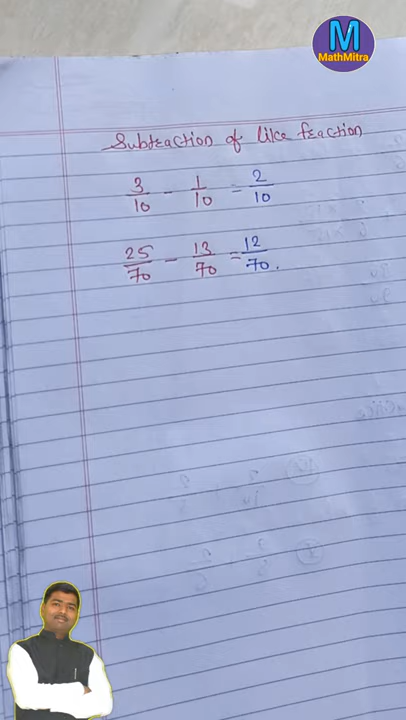 M
MathMitra
Subtraction of like fraction
3/10 - 1/10 = 2/10
25/70 - 13/70 = 12/70.